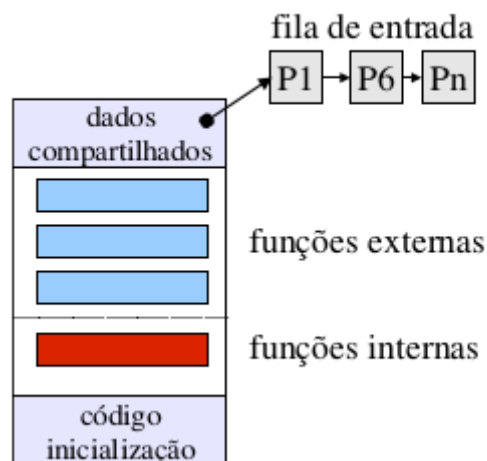 fila de entrada
P1 P6 Pn
dados
compartilhados
funções externas
funções internas
código
inicialização